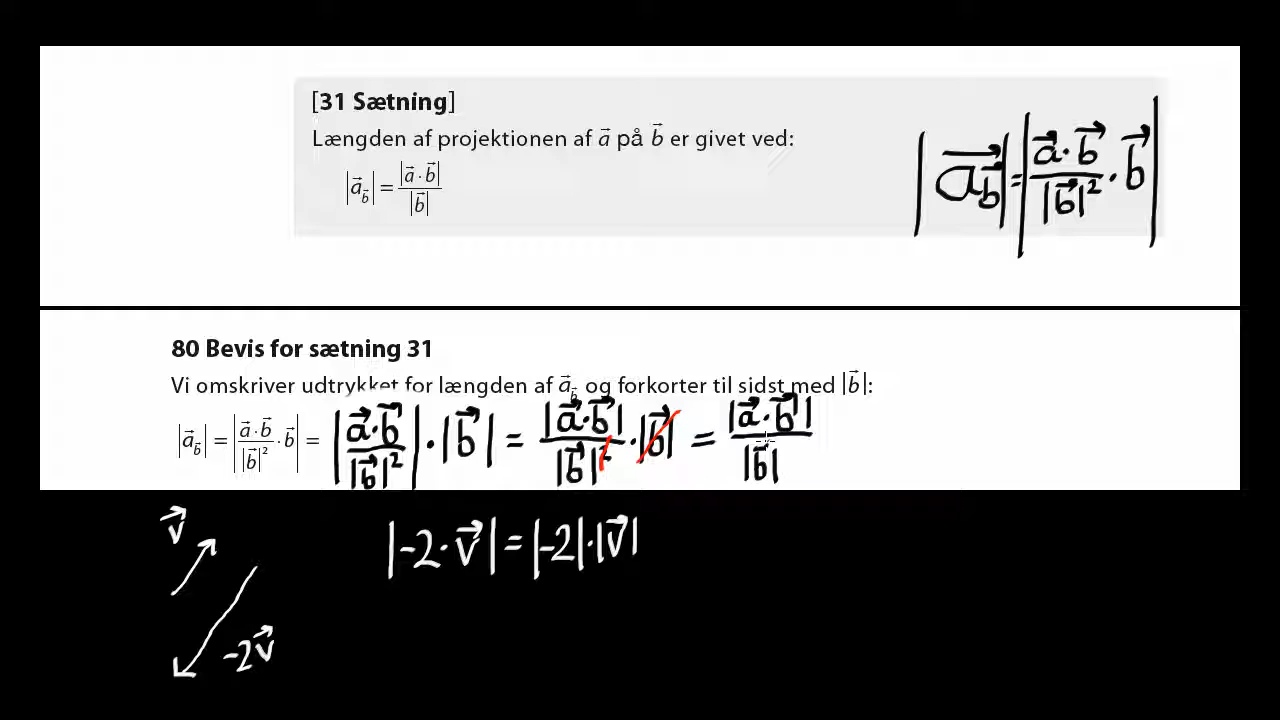 [31 Sætning]
Længden af projektionen af a⃗ på b⃗ er givet ved:
|a⃗_b⃗| = |a⃗ · b⃗| / |b⃗|
|a⃗_b⃗| = |a⃗ · b⃗ / |b⃗|² · b⃗|
80 Bevis for sætning 31
Vi omskriver udtrykket for længden af a⃗_b⃗ og forkorter til sidst med |b⃗|:
|a⃗_b⃗| = |a⃗ · b⃗ / |b⃗|² · b⃗| = |a⃗ · b⃗ / |b⃗|²| · |b⃗| = |a⃗ · b⃗| / |b⃗|² · |b⃗| = |a⃗ · b⃗| / |b⃗|
v⃗
|-2 · v⃗| = |-2| · |v⃗|
-2v⃗